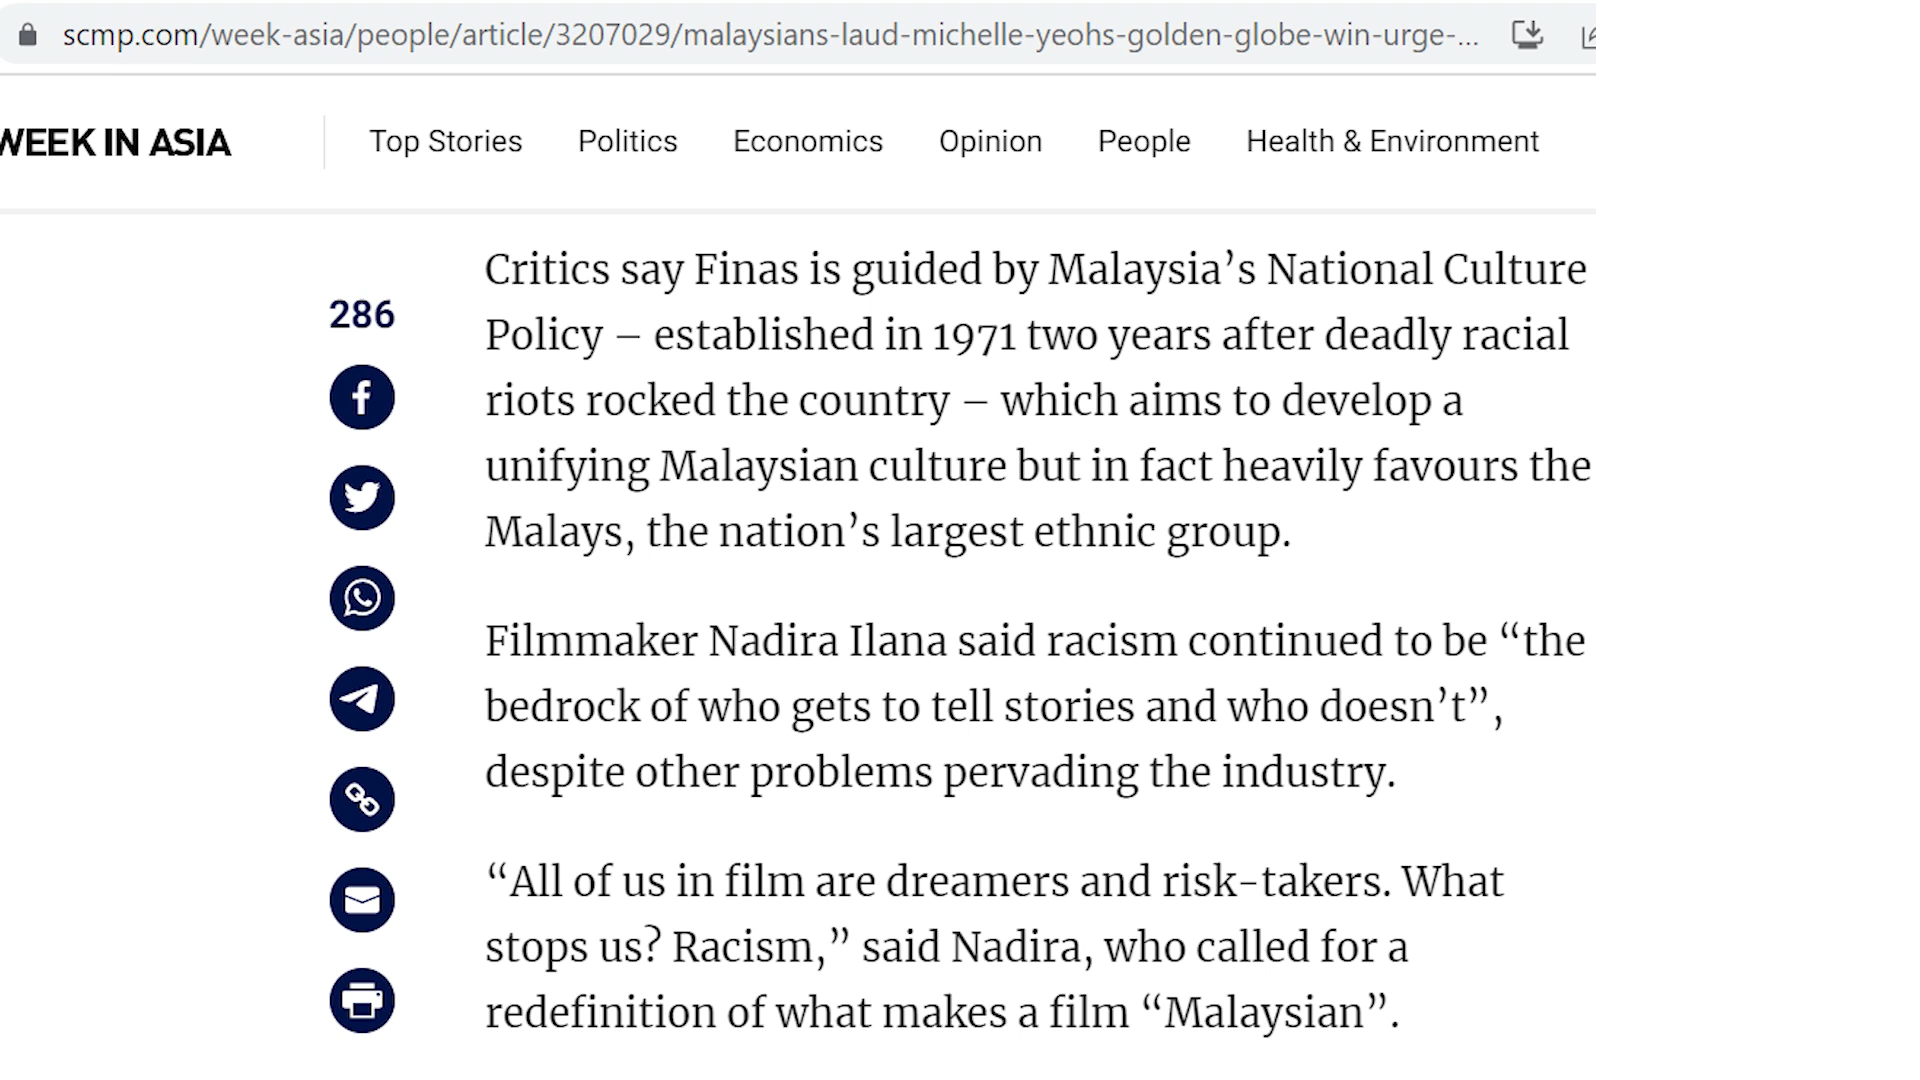 scmp.com/week-asia/people/article/3207029/malaysians-laud-michelle-yeohs-golden-globe-win-urge-...
WEEK IN ASIA
Top Stories Politics Economics Opinion People Health & Environment
286
Critics say Finas is guided by Malaysia’s National Culture
Policy – established in 1971 two years after deadly racial
riots rocked the country – which aims to develop a
unifying Malaysian culture but in fact heavily favours the
Malays, the nation’s largest ethnic group.
Filmmaker Nadira Ilana said racism continued to be “the
bedrock of who gets to tell stories and who doesn’t”,
despite other problems pervading the industry.
“All of us in film are dreamers and risk-takers. What
stops us? Racism,” said Nadira, who called for a
redefinition of what makes a film “Malaysian”.